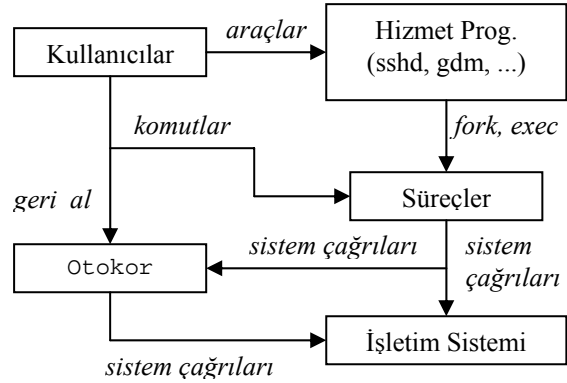 araçlar
Hizmet Prog.
(sshd, gdm, ...)
Kullanıcılar
komutlar
fork, exec
geri al
Süreçler
sistem çağrıları
sistem
çağrıları
Otokor
İşletim Sistemi
sistem çağrıları